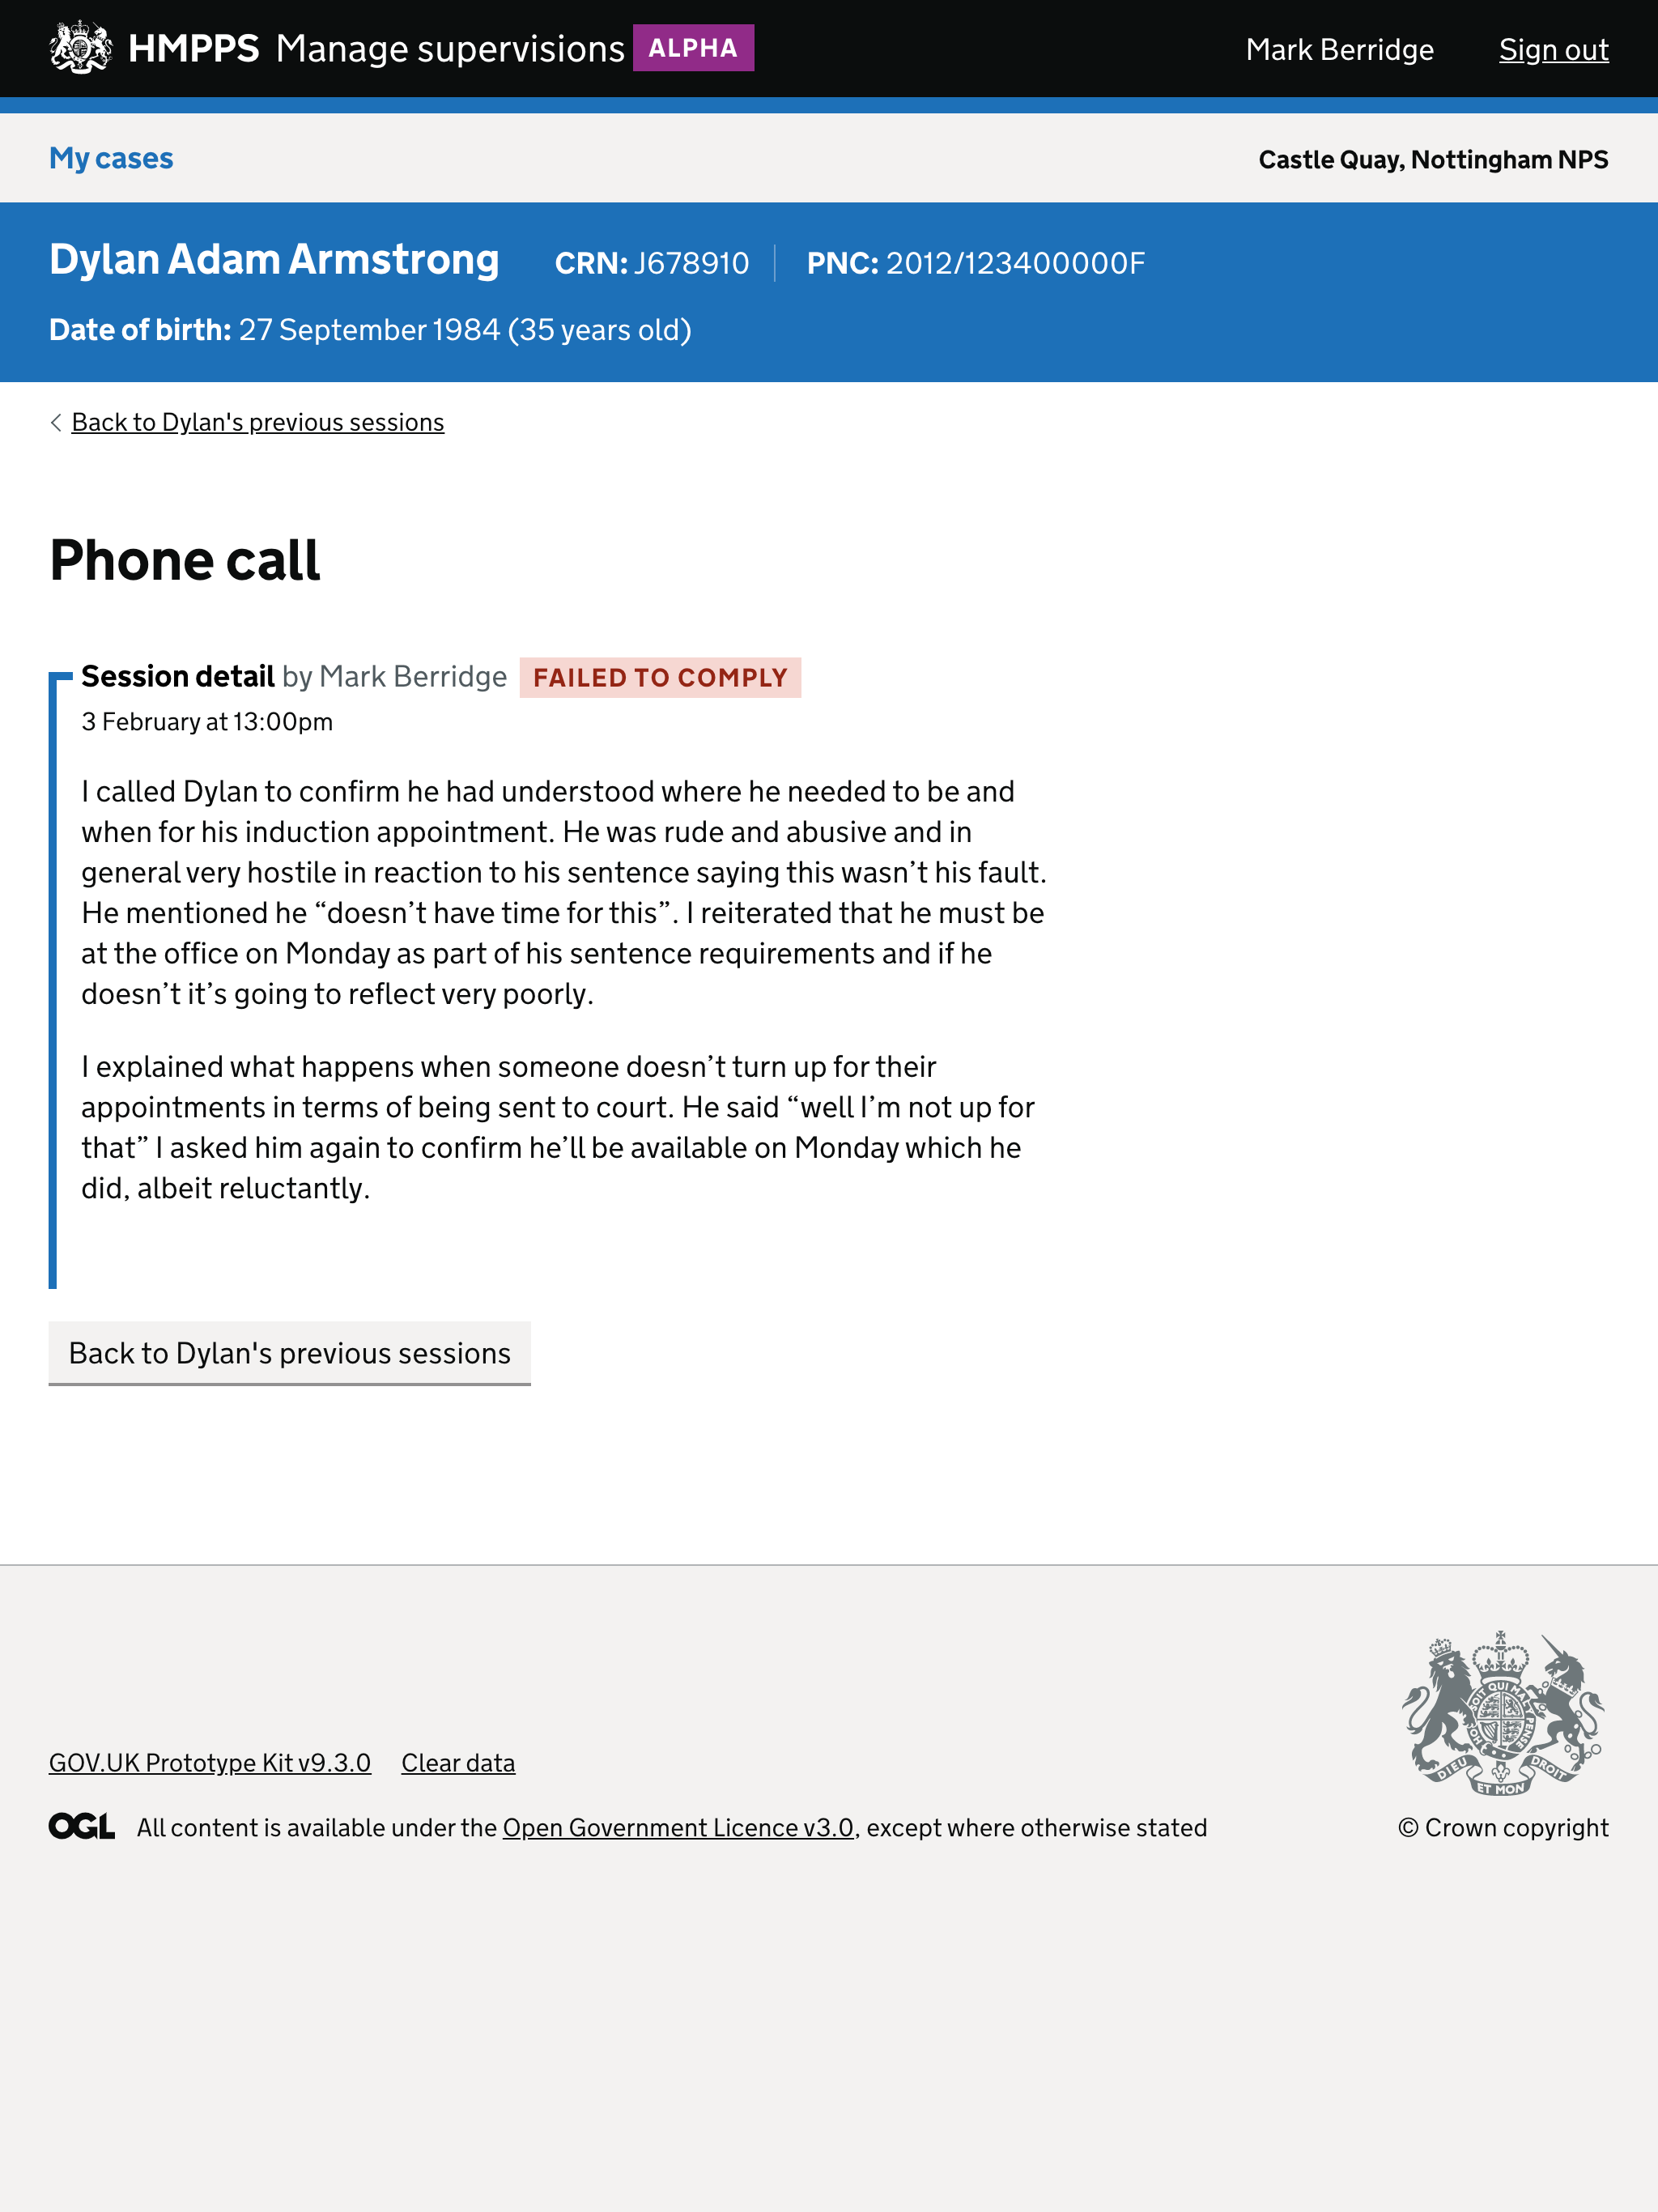 HMPPS Manage supervisions ALPHA
Mark Berridge Sign out
My cases
Castle Quay, Nottingham NPS
Dylan Adam Armstrong CRN: J678910 PNC: 2012/123400000F
Date of birth: 27 September 1984 (35 years old)
Back to Dylan's previous sessions
Phone call
Session detail by Mark Berridge FAILED TO COMPLY
3 February at 13:00pm
I called Dylan to confirm he had understood where he needed to be and
when for his induction appointment. He was rude and abusive and in
general very hostile in reaction to his sentence saying this wasn’t his fault.
He mentioned he “doesn’t have time for this”. I reiterated that he must be
at the office on Monday as part of his sentence requirements and if he
doesn’t it’s going to reflect very poorly.
I explained what happens when someone doesn’t turn up for their
appointments in terms of being sent to court. He said “well I’m not up for
that” I asked him again to confirm he’ll be available on Monday which he
did, albeit reluctantly.
Back to Dylan's previous sessions
SOIT QUI MAL
HON
PENSE
DIEU
ET MON
DROIT
GOV.UK Prototype Kit v9.3.0 Clear data
OGL All content is available under the Open Government Licence v3.0, except where otherwise stated
© Crown copyright